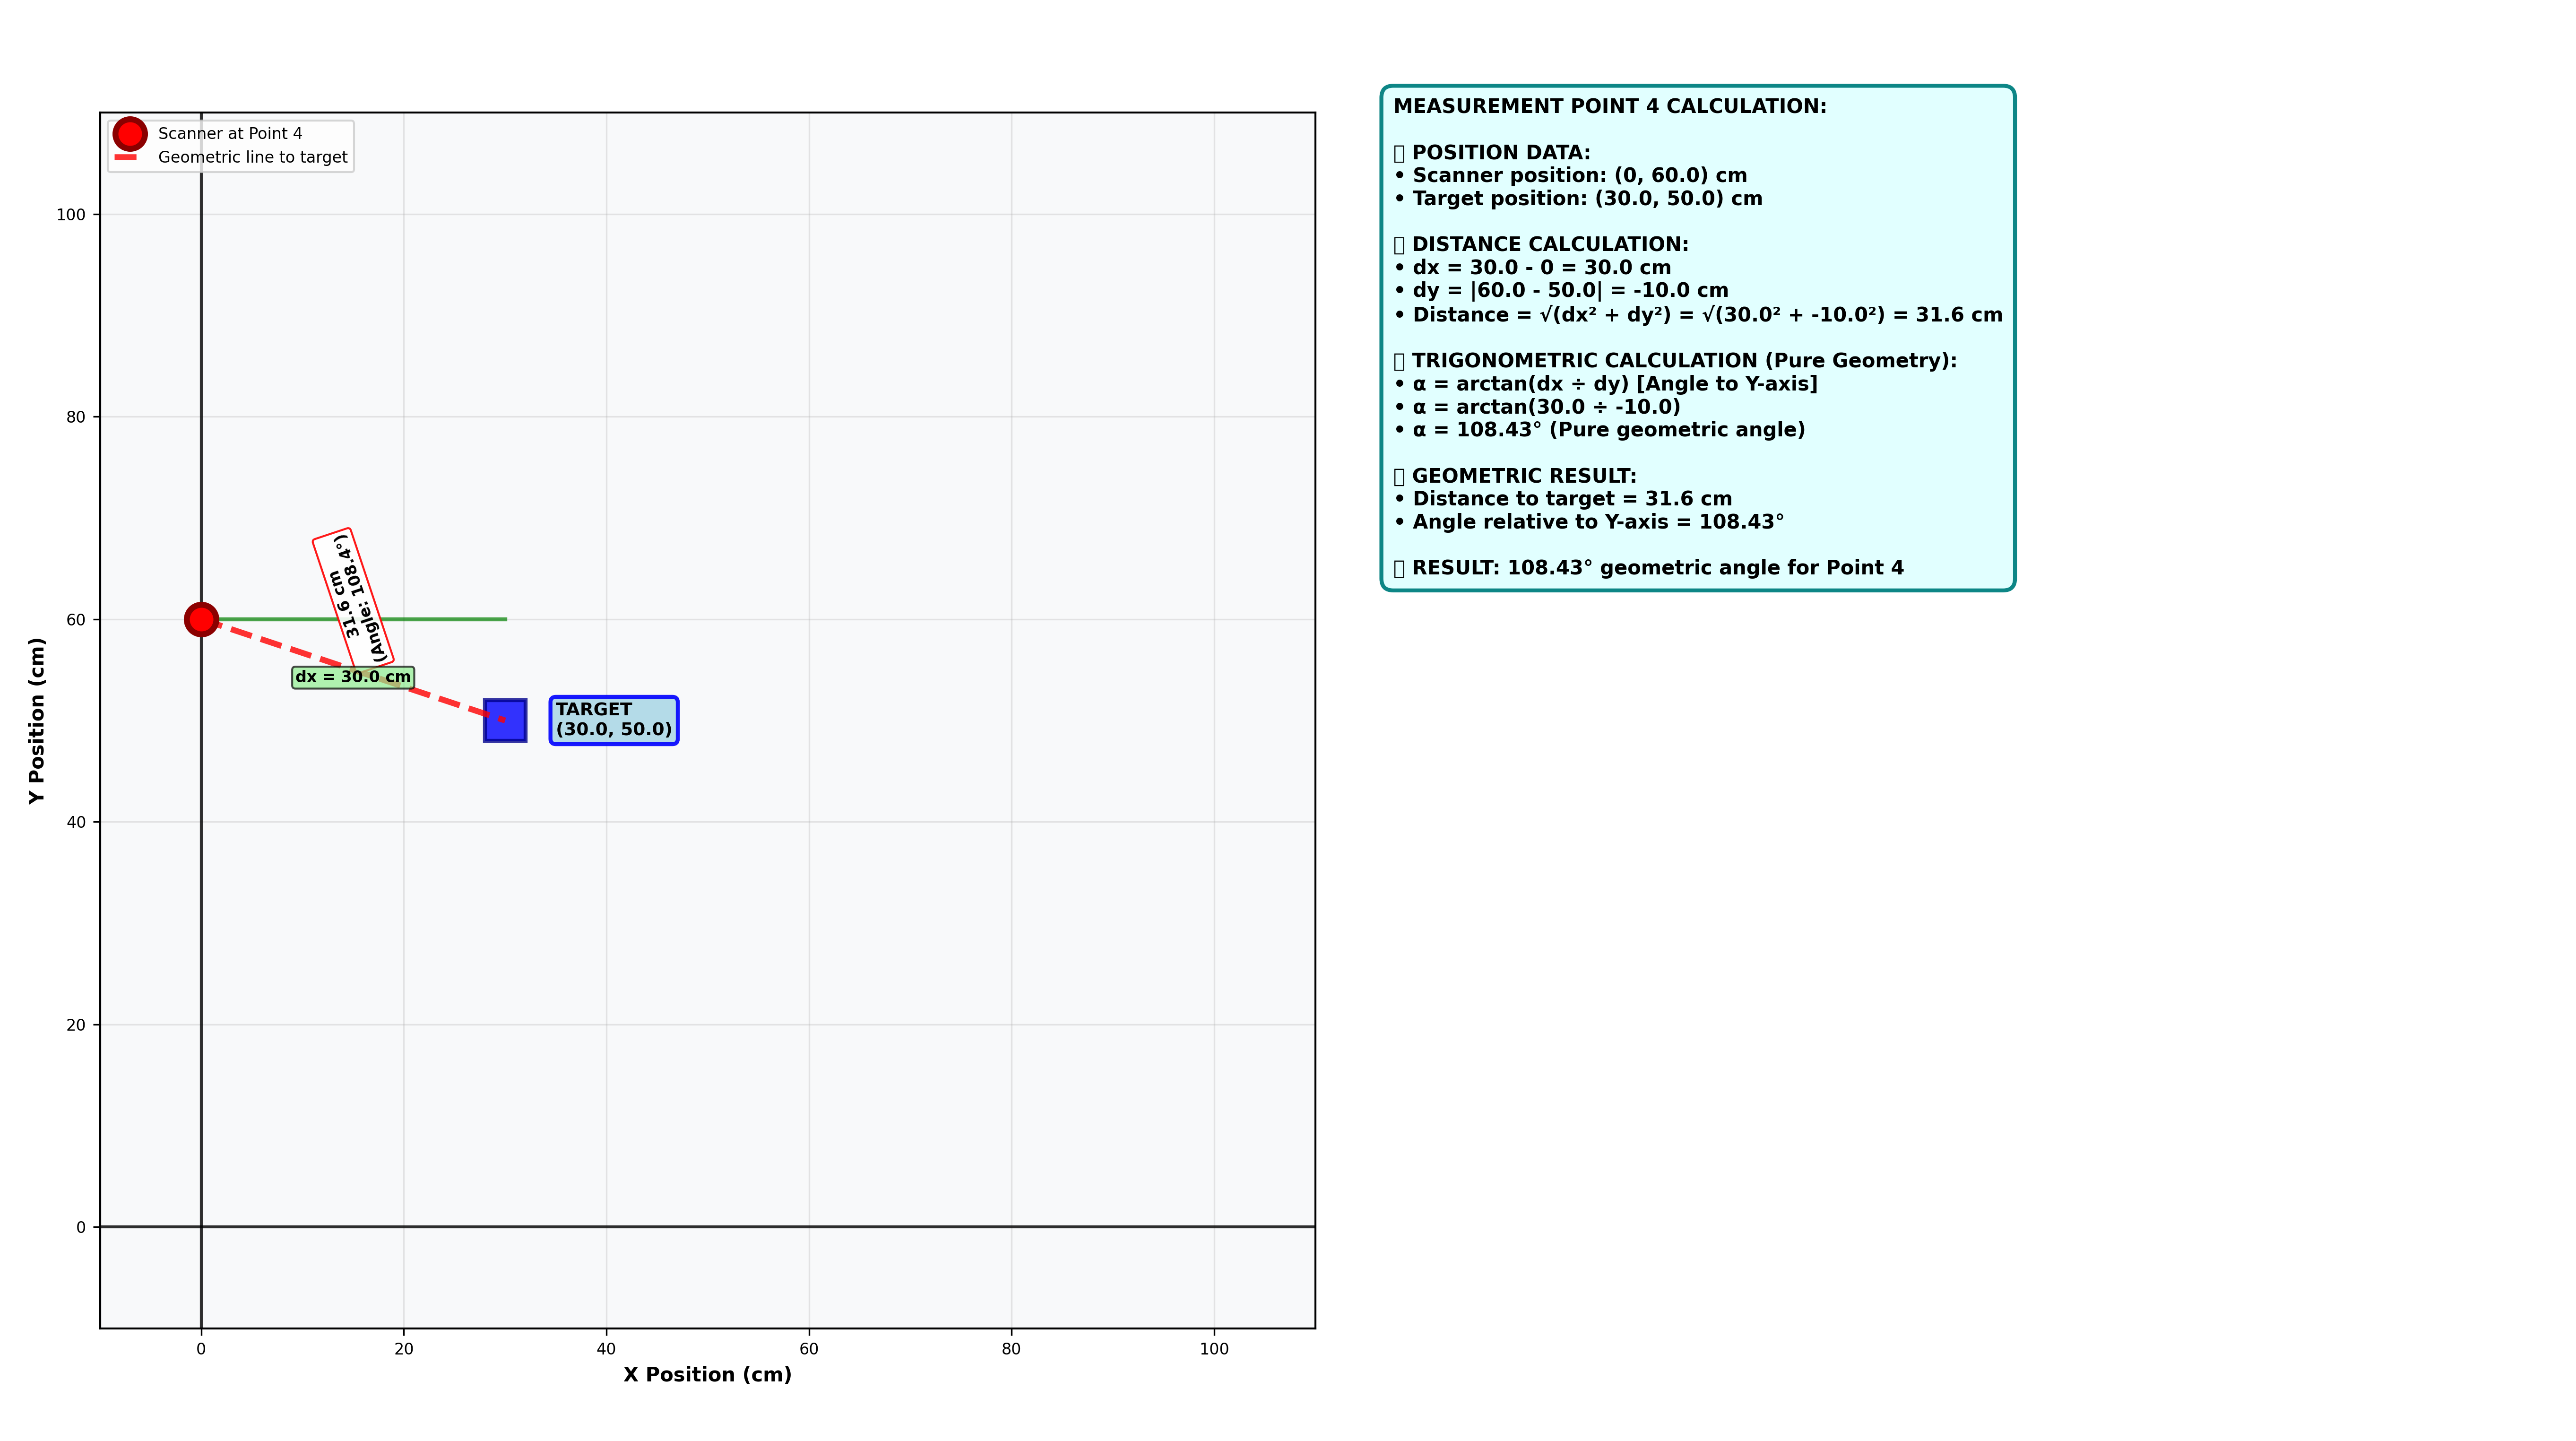 Scanner at Point 4
Geometric line to target
100
80
60
40
20
0
0
20
40
60
80
100
Y Position (cm)
X Position (cm)
31.6 cm
(Angle: 108.4°)
dx = 30.0 cm
TARGET
(30.0, 50.0)
MEASUREMENT POINT 4 CALCULATION:
POSITION DATA:
• Scanner position: (0, 60.0) cm
• Target position: (30.0, 50.0) cm
DISTANCE CALCULATION:
• dx = 30.0 - 0 = 30.0 cm
• dy = |60.0 - 50.0| = -10.0 cm
• Distance = √(dx² + dy²) = √(30.0² + -10.0²) = 31.6 cm
TRIGONOMETRIC CALCULATION (Pure Geometry):
• α = arctan(dx ÷ dy) [Angle to Y-axis]
• α = arctan(30.0 ÷ -10.0)
• α = 108.43° (Pure geometric angle)
GEOMETRIC RESULT:
• Distance to target = 31.6 cm
• Angle relative to Y-axis = 108.43°
RESULT: 108.43° geometric angle for Point 4